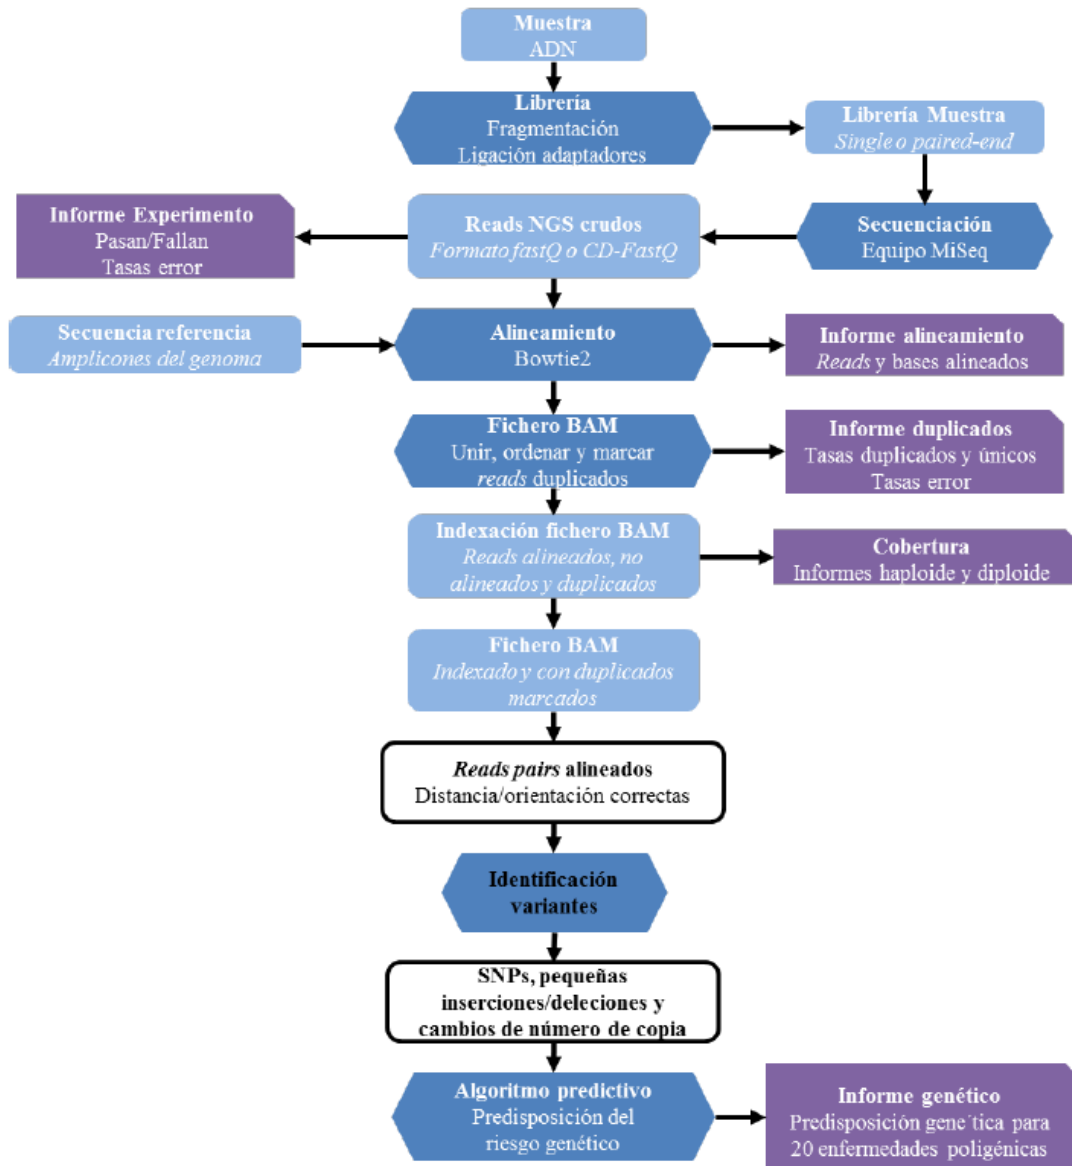 Muestra
ADN
Librería
Fragmentación
Ligación adaptadores
Librería Muestra
Single o paired-end
Informe Experimento
Pasan/Fallan
Tasas error
Reads NGS crudos
Formato fastQ o CD-FastQ
Secuenciación
Equipo MiSeq
Secuencia referencia
Amplicones del genoma
Alineamiento
Bowtie2
Informe alineamiento
Reads y bases alineados
Fichero BAM
Unir, ordenar y marcar
reads duplicados
Informe duplicados
Tasas duplicados y únicos
Tasas error
Indexación fichero BAM
Reads alineados, no
alineados y duplicados
Cobertura
Informes haploide y diploide
Fichero BAM
Indexado y con duplicados
marcados
Reads pairs alineados
Distancia/orientación correctas
Identificación
variantes
SNPs, pequeñas
inserciones/deleciones y
cambios de número de copia
Algoritmo predictivo
Predisposición del
riesgo genético
Informe genético
Predisposición gene´tica para
20 enfermedades poligénicas